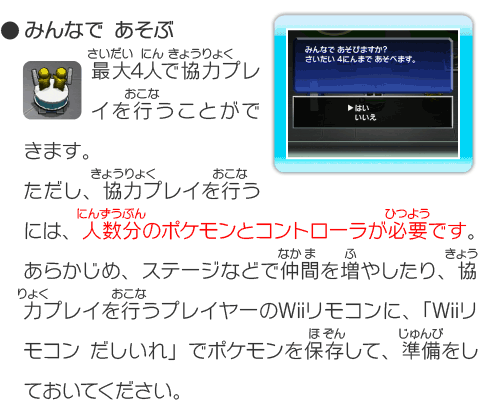 ●みんなで あそぶ
さいだい にん きょうりょく
最大4人で協力プレ
おこな
イを行うことがで
きます。
きょうりょく おこな
ただし、協力プレイを行う
にんずうぶん ひつよう
には、人数分のポケモンとコントローラが必要です。
なかま ふ きょう
あらかじめ、ステージなどで仲間を増やしたり、協
りょく おこな
力プレイを行うプレイヤーのWiiリモコンに、「Wiiリ
ほぞん じゅんび
モコン だしいれ」でポケモンを保存して、準備をし
ておいてください。
みんなで あそびますか?
さいだい 4にんまで あそべます。
▶はい
いいえ